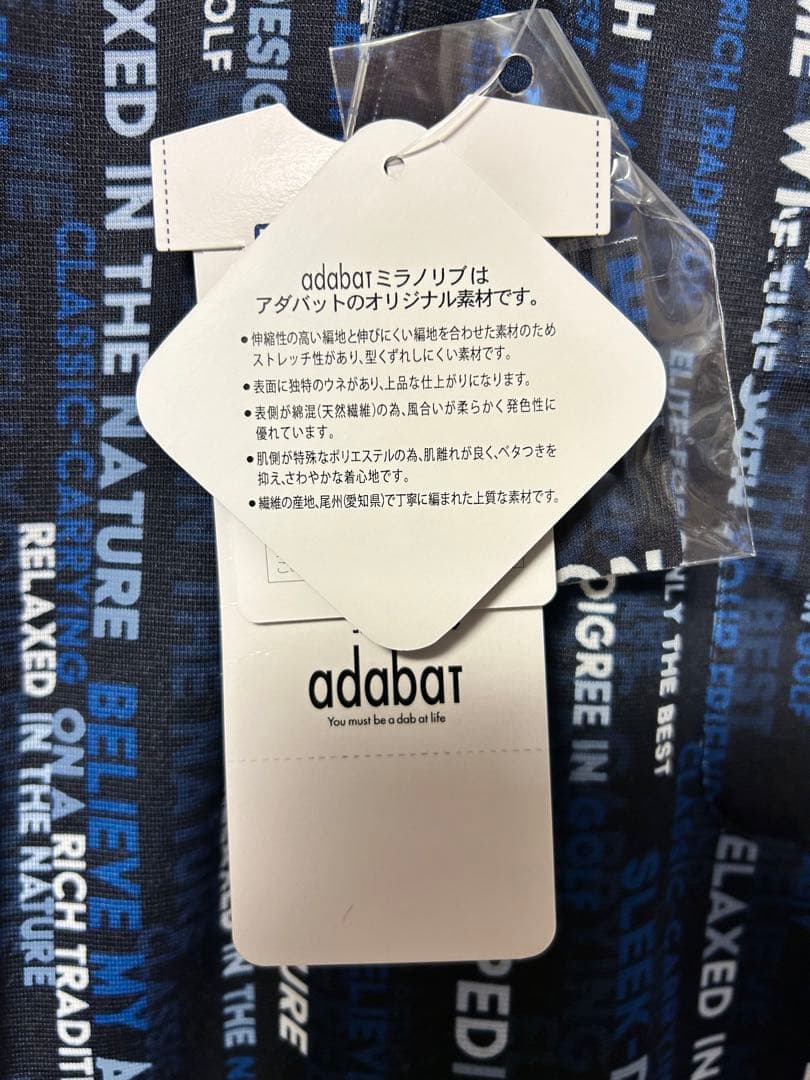 adabat ミラノリブは
アダバットのオリジナル素材です。
●伸縮性の高い編地と伸びにくい編地を合わせた素材のため
ストレッチ性があり、型くずれしにくい素材です。
●表面に独特のウネがあり、上品な仕上がりになります。
●表側が綿混(天然繊維)の為、風合いが柔らかく発色性に
優れています。
●肌側が特殊なポリエステルの為、肌離れが良く、ベタつきを
抑え、さわやかな着心地です。
●繊維の産地、尾州(愛知県)で丁寧に編まれた上質な素材です。
adabat
You must be a dab at life
OLF
RELAXED IN THE NATURE
CLASSIC-CARRYING
BELIEVE MY
ON A RICH TRADITI
RELAXED IN THE NATURE
RICH TRADITION
ELITE FOR ONLY THE BEST
DIGREE IN GOLF
SLEEK-D
ELAXED IN
THE BEST